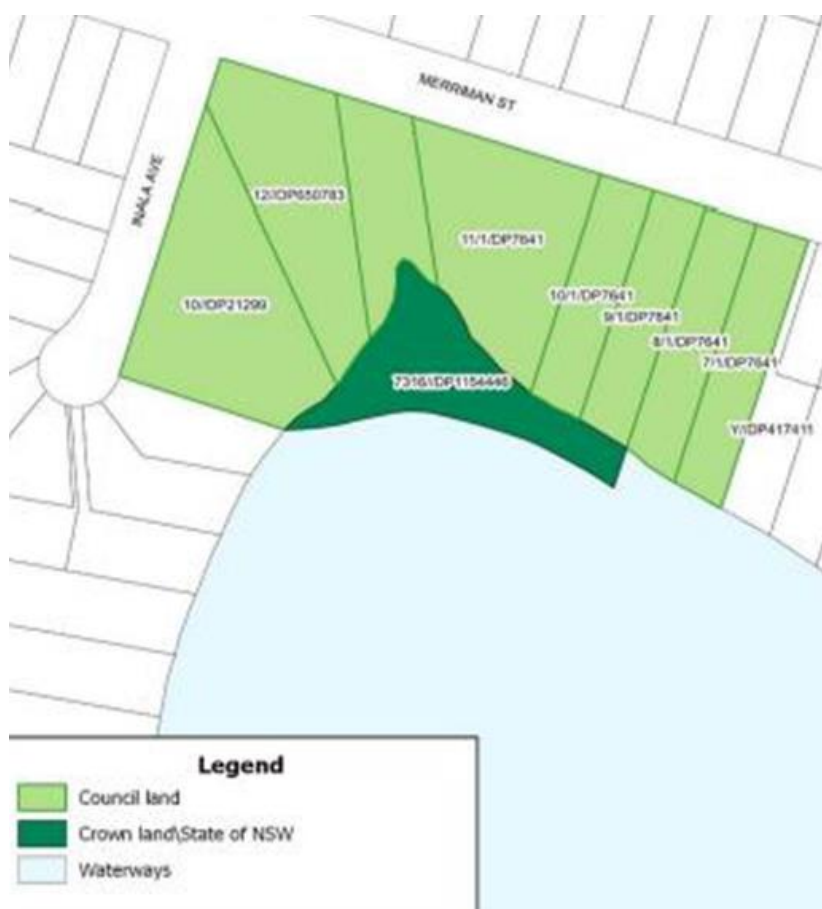 MERRIMAN ST
INALA AVE
12//DP650783
11/1/DP7641
10//DP21299
10/1/DP7641
9/1/DP7641
8/1/DP7641
7/1/DP7641
7316//DP1154446
Y//DP417411
Legend
Council land
Crown land\State of NSW
Waterways